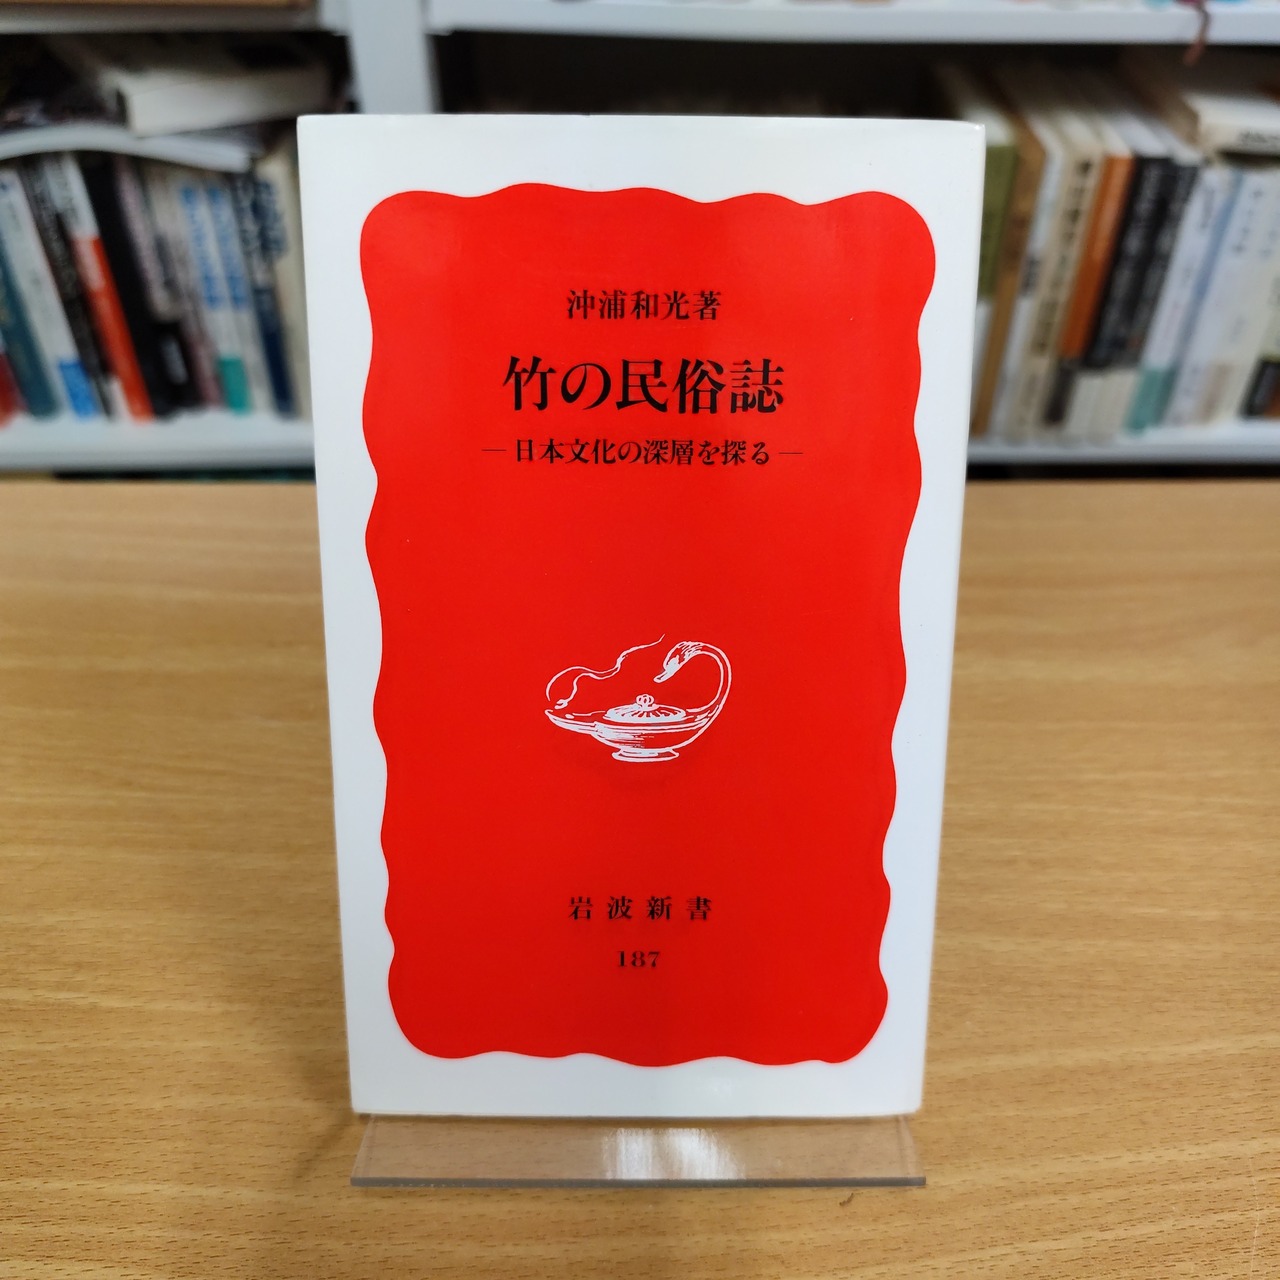 沖浦和光著
竹の民俗誌
―日本文化の深層を探る―
岩波新書
187